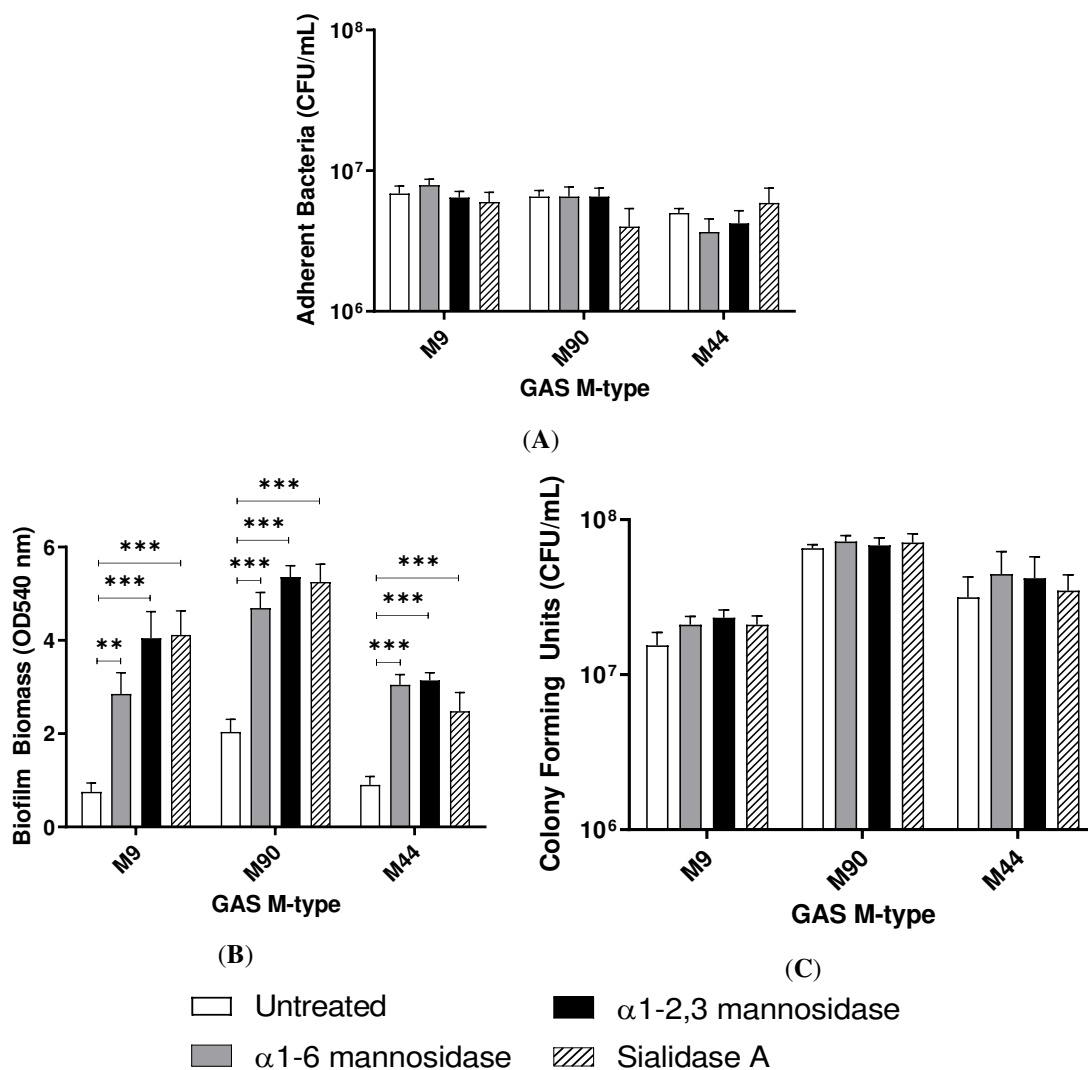 10⁸
10⁷
10⁶
Adherent Bacteria (CFU/mL)
M9
M90
M44
GAS M-type
(A)
6
4
2
0
Biofilm Biomass (OD540 nm)
***
***
**
***
***
***
***
***
***
M9
M90
M44
GAS M-type
(B)
10⁸
10⁷
10⁶
Colony Forming Units (CFU/mL)
M9
M90
M44
GAS M-type
(C)
Untreated
α1-6 mannosidase
α1-2,3 mannosidase
Sialidase A